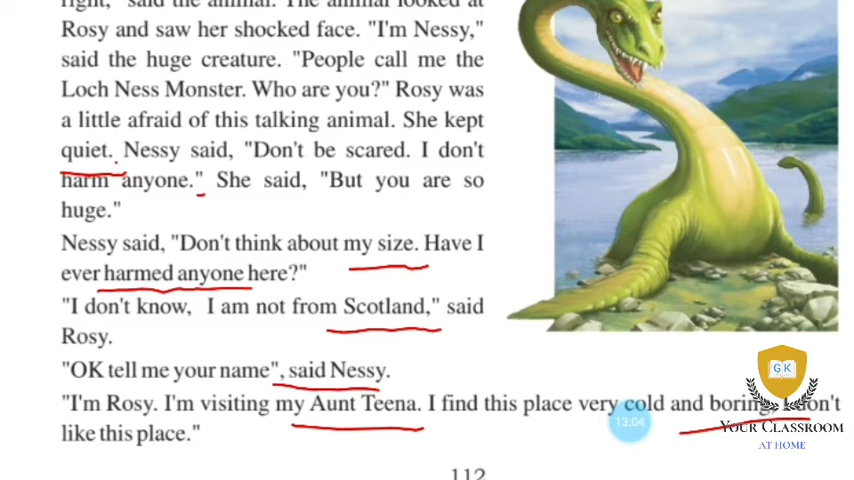 right," said the animal. The animal looked at
Rosy and saw her shocked face. "I'm Nessy,"
said the huge creature. "People call me the
Loch Ness Monster. Who are you?" Rosy was
a little afraid of this talking animal. She kept
quiet. Nessy said, "Don't be scared. I don't
harm anyone." She said, "But you are so
huge."
Nessy said, "Don't think about my size. Have I
ever harmed anyone here?"
"I don't know, I am not from Scotland," said
Rosy.
"OK tell me your name", said Nessy.
"I'm Rosy. I'm visiting my Aunt Teena. I find this place very cold and boring, I don't
like this place."
112
13:04
GK
YOUR CLASSROOM
AT HOME